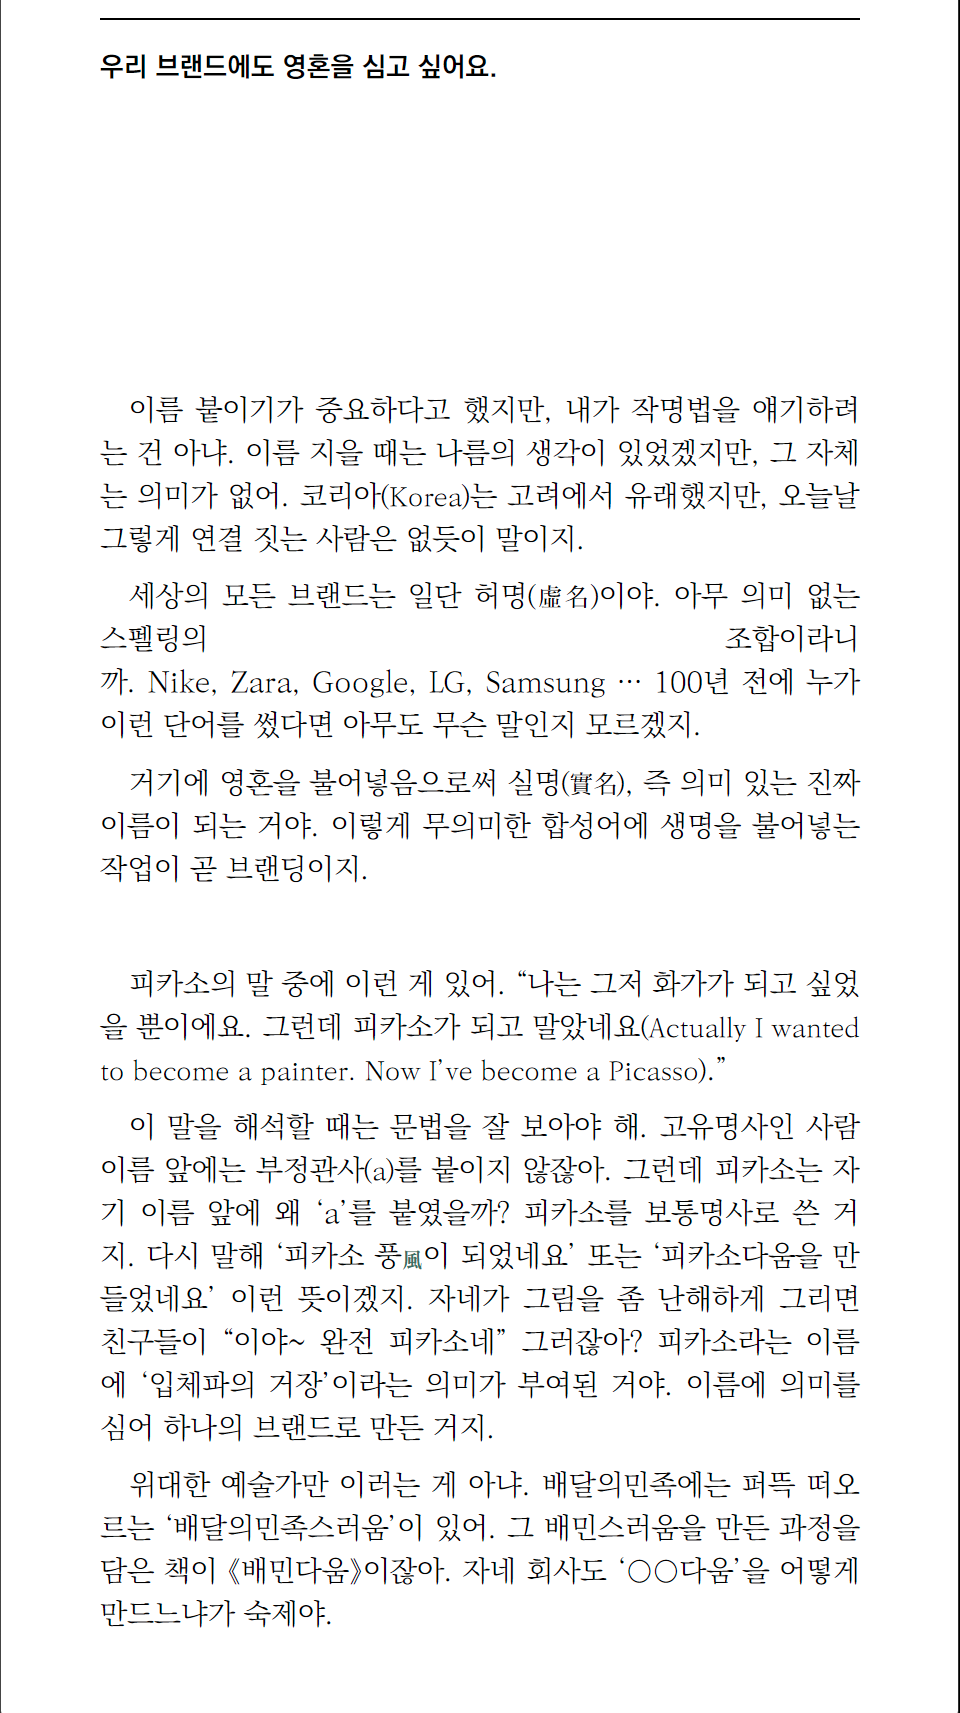 우리 브랜드에도 영혼을 심고 싶어요.
이름 붙이기가 중요하다고 했지만, 내가 작명법을 얘기하려
는 건 아냐. 이름 지을 때는 나름의 생각이 있었겠지만, 그 자체
는 의미가 없어. 코리아(Korea)는 고려에서 유래했지만, 오늘날
그렇게 연결 짓는 사람은 없듯이 말이지.
세상의 모든 브랜드는 일단 허명(虛名)이야. 아무 의미 없는
스펠링의 조합이라니
까. Nike, Zara, Google, LG, Samsung … 100년 전에 누가
이런 단어를 썼다면 아무도 무슨 말인지 모르겠지.
거기에 영혼을 불어넣음으로써 실명(實名), 즉 의미 있는 진짜
이름이 되는 거야. 이렇게 무의미한 합성어에 생명을 불어넣는
작업이 곧 브랜딩이지.
피카소의 말 중에 이런 게 있어. “나는 그저 화가가 되고 싶었
을 뿐이에요. 그런데 피카소가 되고 말았네요(Actually I wanted
to become a painter. Now I’ve become a Picasso).”
이 말을 해석할 때는 문법을 잘 보아야 해. 고유명사인 사람
이름 앞에는 부정관사(a)를 붙이지 않잖아. 그런데 피카소는 자
기 이름 앞에 왜 ‘a’를 붙였을까? 피카소를 보통명사로 쓴 거
지. 다시 말해 ‘피카소 풍風이 되었네요’ 또는 ‘피카소다움을 만
들었네요’ 이런 뜻이겠지. 자네가 그림을 좀 난해하게 그리면
친구들이 “이야~ 완전 피카소네” 그러잖아? 피카소라는 이름
에 ‘입체파의 거장’이라는 의미가 부여된 거야. 이름에 의미를
심어 하나의 브랜드로 만든 거지.
위대한 예술가만 이러는 게 아냐. 배달의민족에는 퍼뜩 떠오
르는 ‘배달의민족스러움’이 있어. 그 배민스러움을 만든 과정을
담은 책이 《배민다움》이잖아. 자네 회사도 ‘○○다움’을 어떻게
만드느냐가 숙제야.